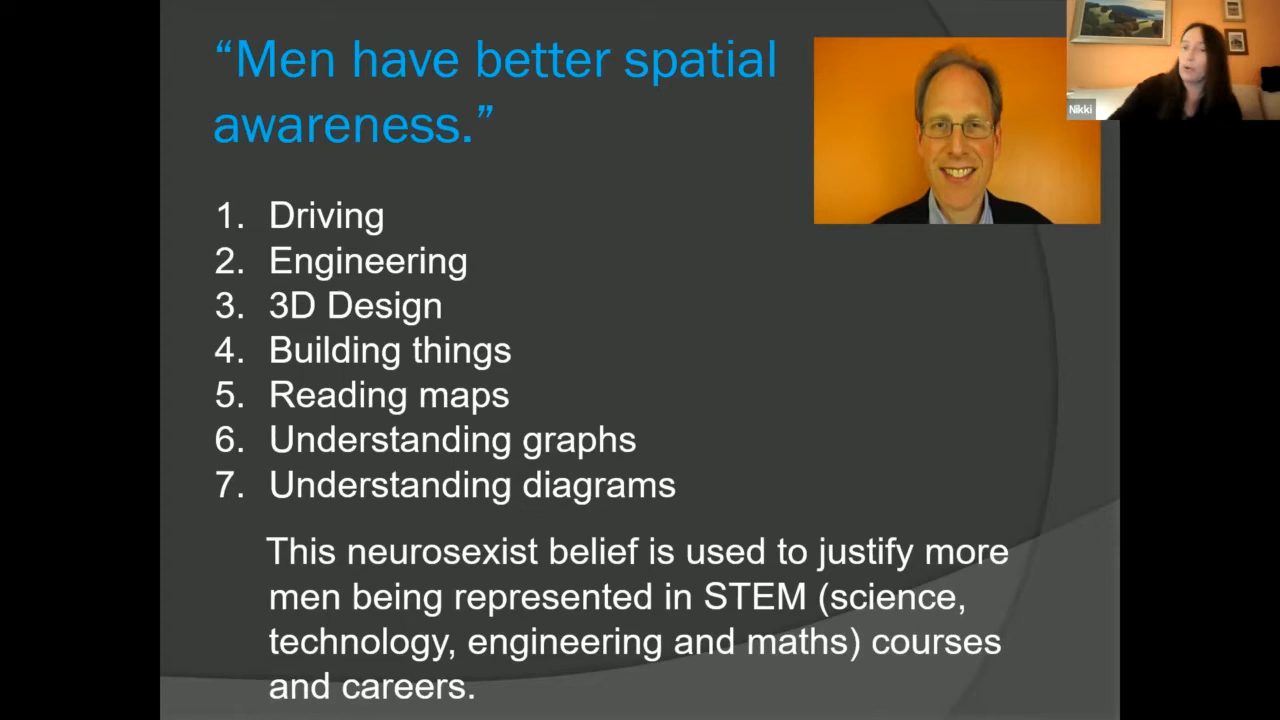 “Men have better spatial
awareness.”
Nikki
1. Driving
2. Engineering
3. 3D Design
4. Building things
5. Reading maps
6. Understanding graphs
7. Understanding diagrams
This neurosexist belief is used to justify more
men being represented in STEM (science,
technology, engineering and maths) courses
and careers.